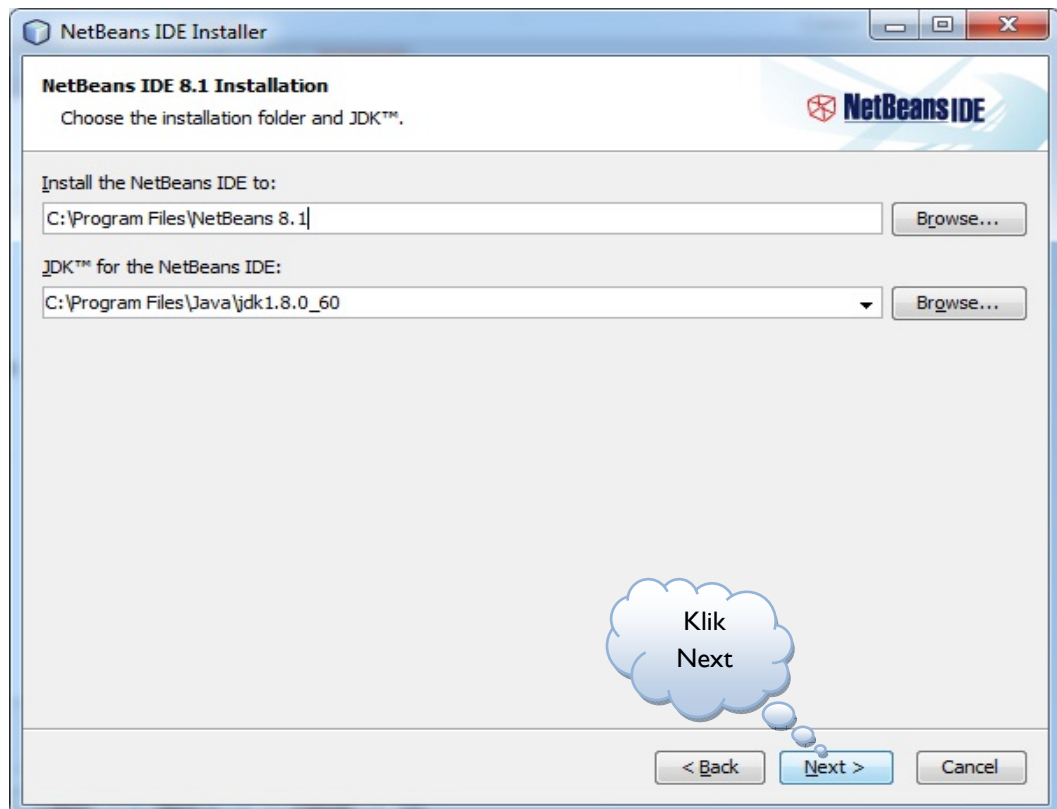 NetBeans IDE Installer
NetBeans IDE 8.1 Installation
Choose the installation folder and JDK™.
NetBeans IDE
Install the NetBeans IDE to:
C:\Program Files\NetBeans 8.1
Browse...
JDK™ for the NetBeans IDE:
C:\Program Files\Java\jdk1.8.0_60
Browse...
Klik
Next
< Back
Next >
Cancel